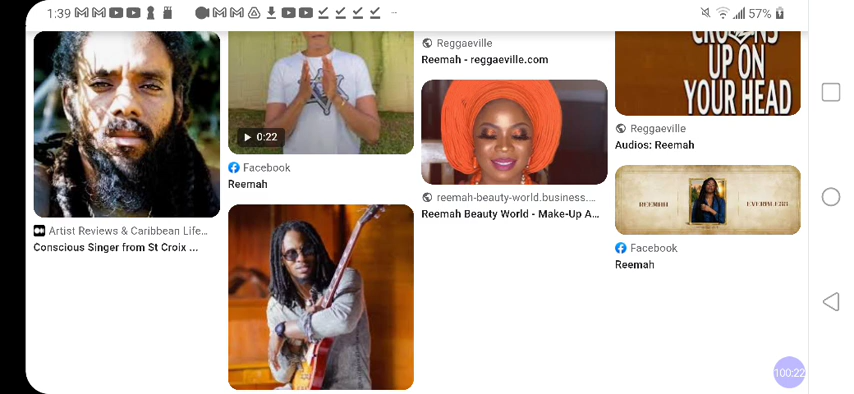 1:39
57%
Reggaeville
Reemah - reggaeville.com
CROWNS
UP ON
YOUR HEAD
0:22
Facebook
Reemah
Reggaeville
Audios: Reemah
reemah-beauty-world.business....
Reemah Beauty World - Make-Up A...
REEMAH
Artist Reviews & Caribbean Life...
Conscious Singer from St Croix ...
Facebook
Reemah
100:22